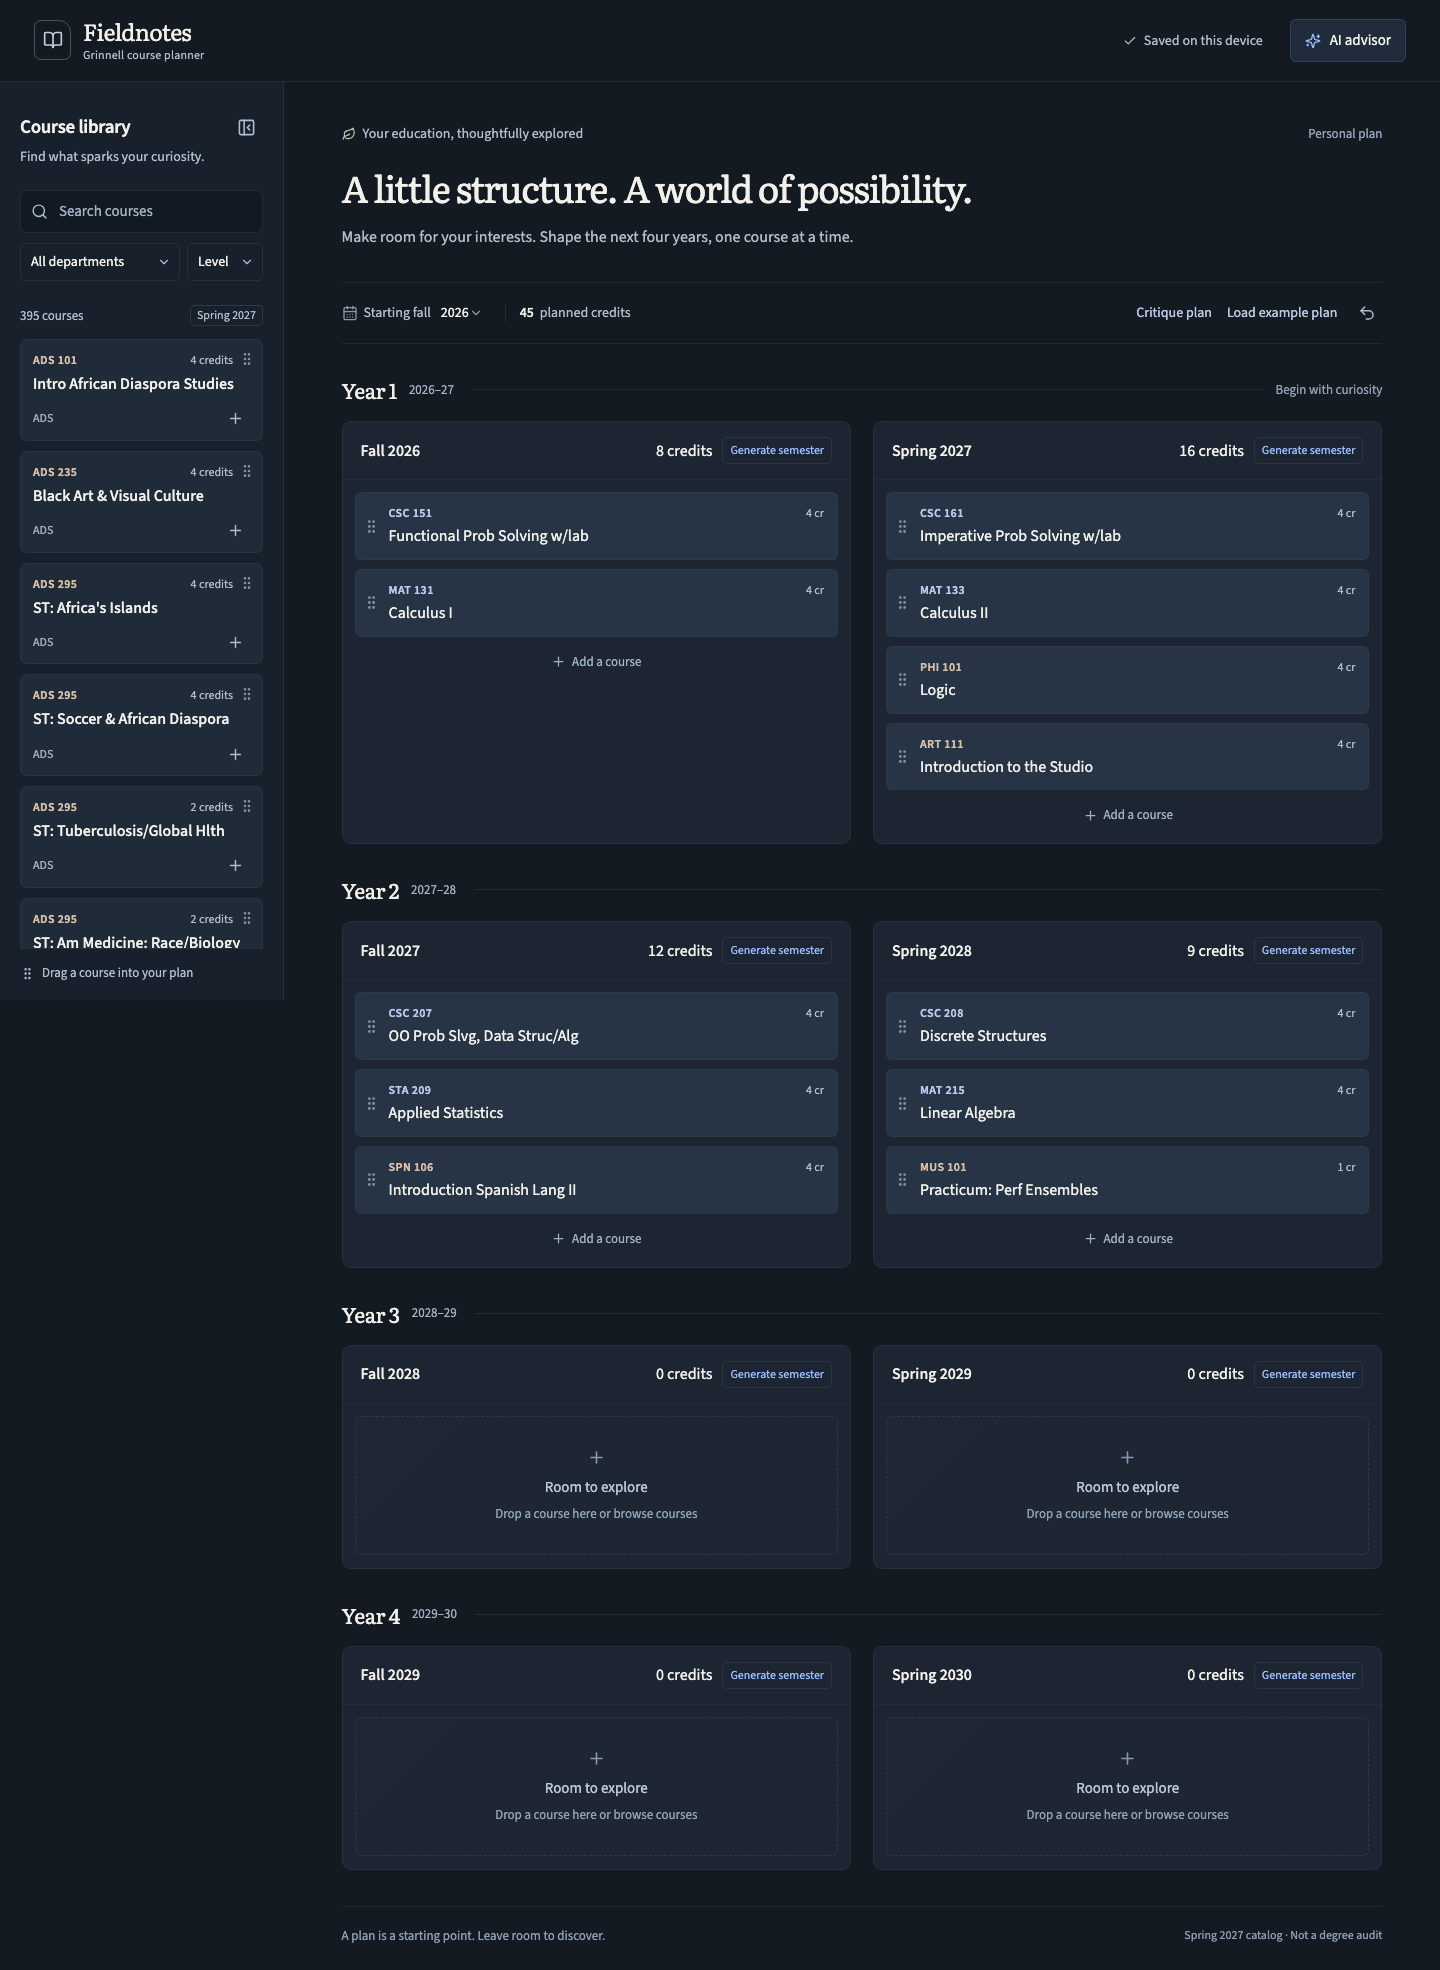 Fieldnotes
Grinnell course planner
Saved on this device
AI advisor
Course library
Find what sparks your curiosity.
Search courses
All departments
Level
395 courses
Spring 2027
ADS 101
4 credits
Intro African Diaspora Studies
ADS
ADS 235
4 credits
Black Art & Visual Culture
ADS
ADS 295
4 credits
ST: Africa's Islands
ADS
ADS 295
4 credits
ST: Soccer & African Diaspora
ADS
ADS 295
2 credits
ST: Tuberculosis/Global Hlth
ADS
ADS 295
2 credits
ST: Am Medicine: Race/Biology
Drag a course into your plan
Your education, thoughtfully explored
Personal plan
A little structure. A world of possibility.
Make room for your interests. Shape the next four years, one course at a time.
Starting fall 2026
45 planned credits
Critique plan
Load example plan
Year 1
2026–27
Begin with curiosity
Fall 2026
8 credits
Generate semester
CSC 151
4 cr
Functional Prob Solving w/lab
MAT 131
4 cr
Calculus I
Add a course
Spring 2027
16 credits
Generate semester
CSC 161
4 cr
Imperative Prob Solving w/lab
MAT 133
4 cr
Calculus II
PHI 101
4 cr
Logic
ART 111
4 cr
Introduction to the Studio
Add a course
Year 2
2027–28
Fall 2027
12 credits
Generate semester
CSC 207
4 cr
OO Prob Slvg, Data Struc/Alg
STA 209
4 cr
Applied Statistics
SPN 106
4 cr
Introduction Spanish Lang II
Add a course
Spring 2028
9 credits
Generate semester
CSC 208
4 cr
Discrete Structures
MAT 215
4 cr
Linear Algebra
MUS 101
1 cr
Practicum: Perf Ensembles
Add a course
Year 3
2028–29
Fall 2028
0 credits
Generate semester
Room to explore
Drop a course here or browse courses
Spring 2029
0 credits
Generate semester
Room to explore
Drop a course here or browse courses
Year 4
2029–30
Fall 2029
0 credits
Generate semester
Room to explore
Drop a course here or browse courses
Spring 2030
0 credits
Generate semester
Room to explore
Drop a course here or browse courses
A plan is a starting point. Leave room to discover.
Spring 2027 catalog · Not a degree audit